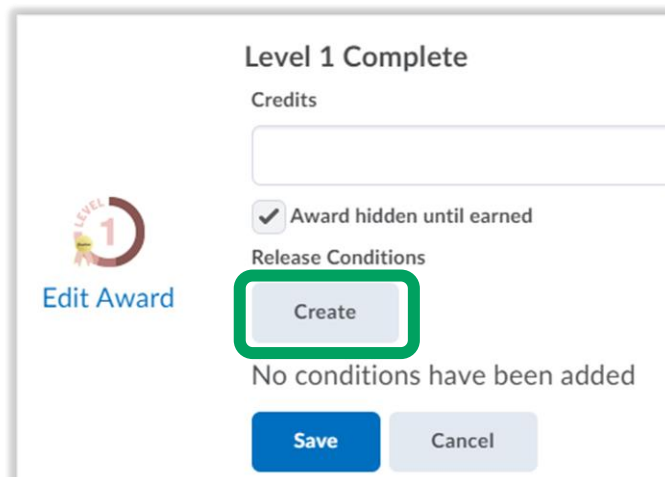 Level 1 Complete
Credits
LEVEL
1
Award hidden until earned
Release Conditions
Edit Award
Create
No conditions have been added
Save
Cancel